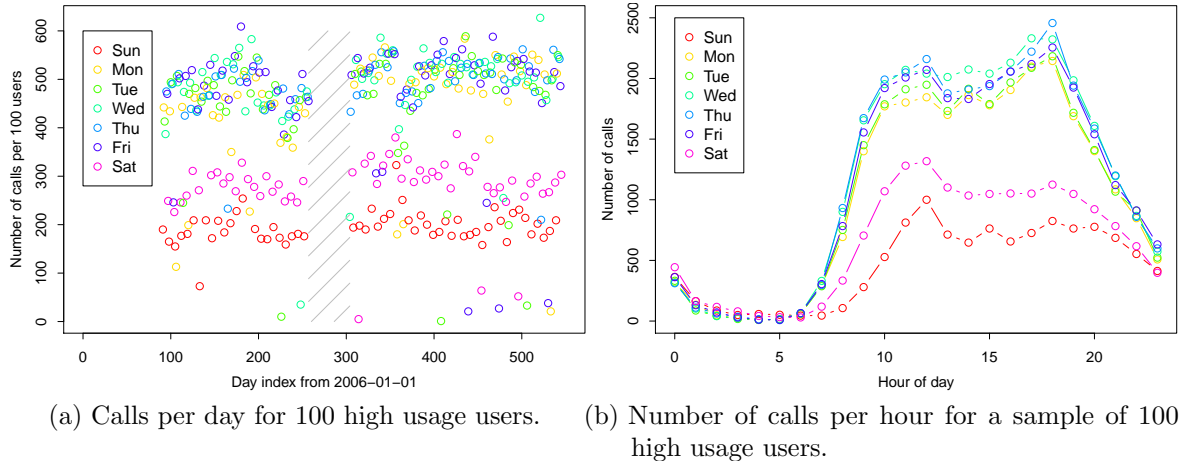 Number of calls per 100 users
600
500
400
300
200
100
0
Sun
Mon
Tue
Wed
Thu
Fri
Sat
0
100
200
300
400
500
Day index from 2006−01−01
(a) Calls per day for 100 high usage users.
Number of calls
2500
2000
1500
1000
500
0
Sun
Mon
Tue
Wed
Thu
Fri
Sat
0
5
10
15
20
Hour of day
(b) Number of calls per hour for a sample of 100
high usage users.